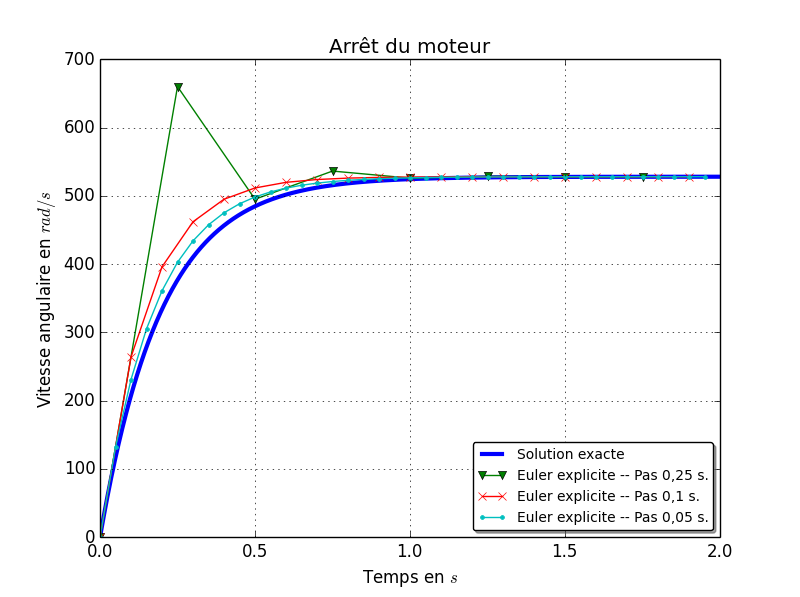 Arrêt du moteur
700
600
500
400
300
200
100
0
Vitesse angulaire en rad/s
Solution exacte
Euler explicite -- Pas 0,25 s.
Euler explicite -- Pas 0,1 s.
Euler explicite -- Pas 0,05 s.
0.0 0.5 1.0 1.5 2.0
Temps en s